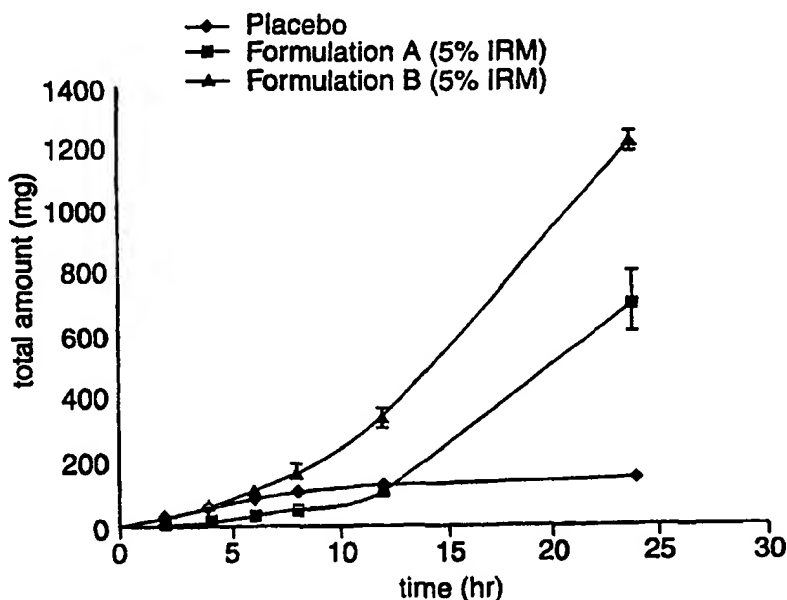 Placebo
Formulation A (5% IRM)
Formulation B (5% IRM)
1400
1200
1000
800
600
400
200
0
total amount (mg)
0 5 10 15 20 25 30
time (hr)